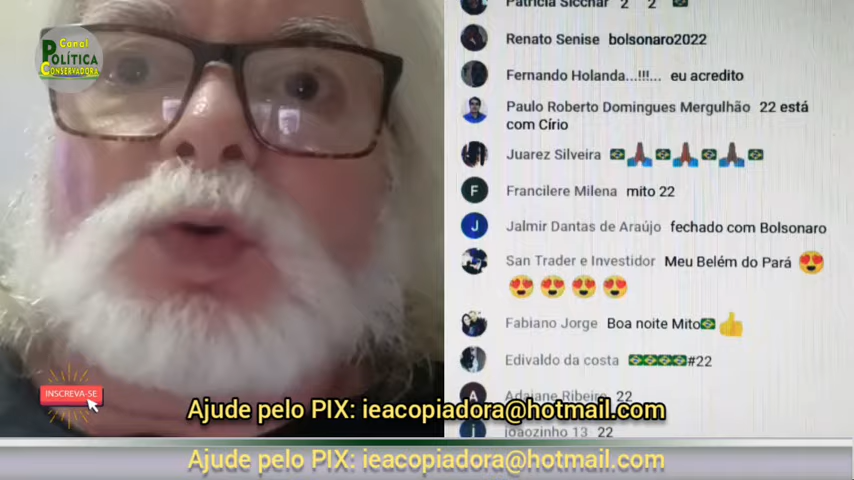 Canal
POLÍTICA
CONSERVADORA
Patricia Sicchar 2 2 🇧🇷
Renato Senise bolsonaro2022
Fernando Holanda...!!!... eu acredito
Paulo Roberto Domingues Mergulhão 22 está
com Círio
Juarez Silveira 🇧🇷🙏🏾🇧🇷🙏🏾🇧🇷🙏🏿🇧🇷
F Francilere Milena mito 22
J Jalmir Dantas de Araújo fechado com Bolsonaro
San Trader e Investidor Meu Belém do Pará 😍
😍😍😍😍
Fabiano Jorge Boa noite Mito🇧🇷👍
Edivaldo da costa 🇧🇷🇧🇷🇧🇷🇧🇷#22
A Adaiane Ribeiro 22
j joãozinho 13 22
INSCREVA-SE
Ajude pelo PIX: ieacopiadora@hotmail.com
Ajude pelo PIX: ieacopiadora@hotmail.com